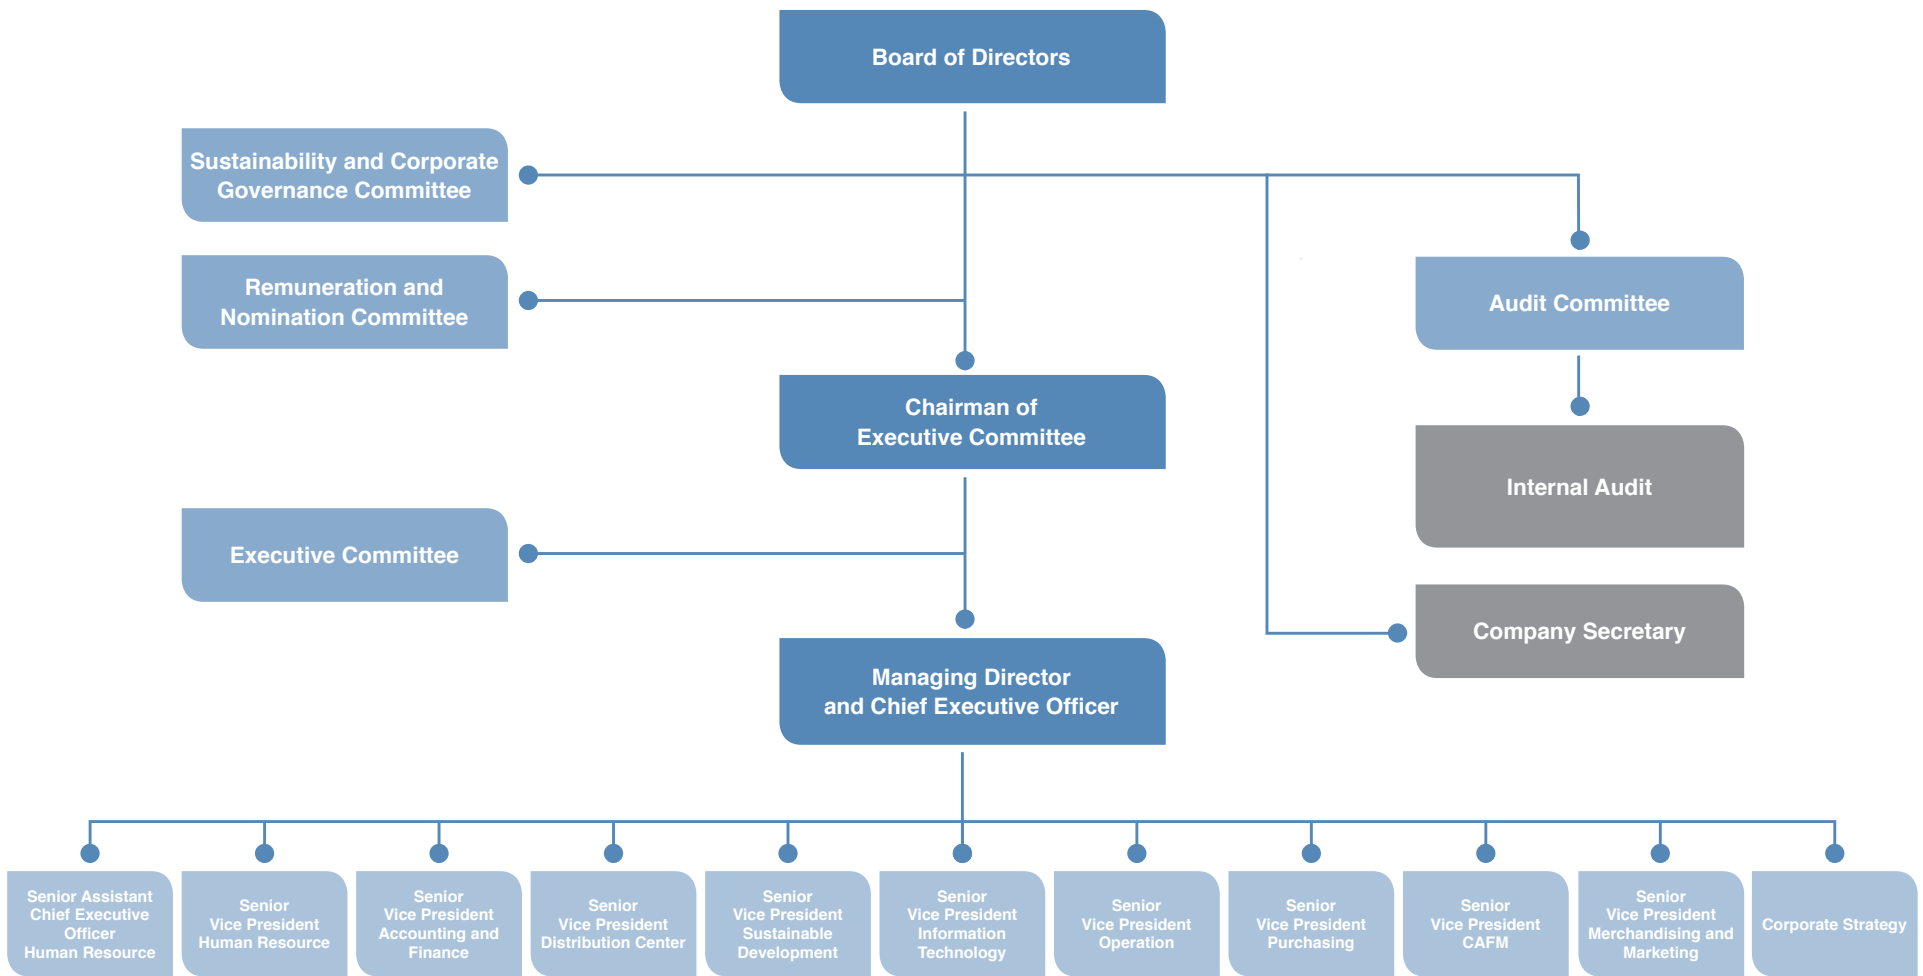 Board of Directors
Sustainability and Corporate
Governance Committee
Remuneration and
Nomination Committee
Audit Committee
Chairman of
Executive Committee
Internal Audit
Executive Committee
Company Secretary
Managing Director
and Chief Executive Officer
Senior Assistant
Chief Executive
Officer
Human Resource
Senior
Vice President
Human Resource
Senior
Vice President
Accounting and
Finance
Senior
Vice President
Distribution Center
Senior
Vice President
Sustainable
Development
Senior
Vice President
Information
Technology
Senior
Vice President
Operation
Senior
Vice President
Purchasing
Senior
Vice President
CAFM
Senior
Vice President
Merchandising and
Marketing
Corporate Strategy